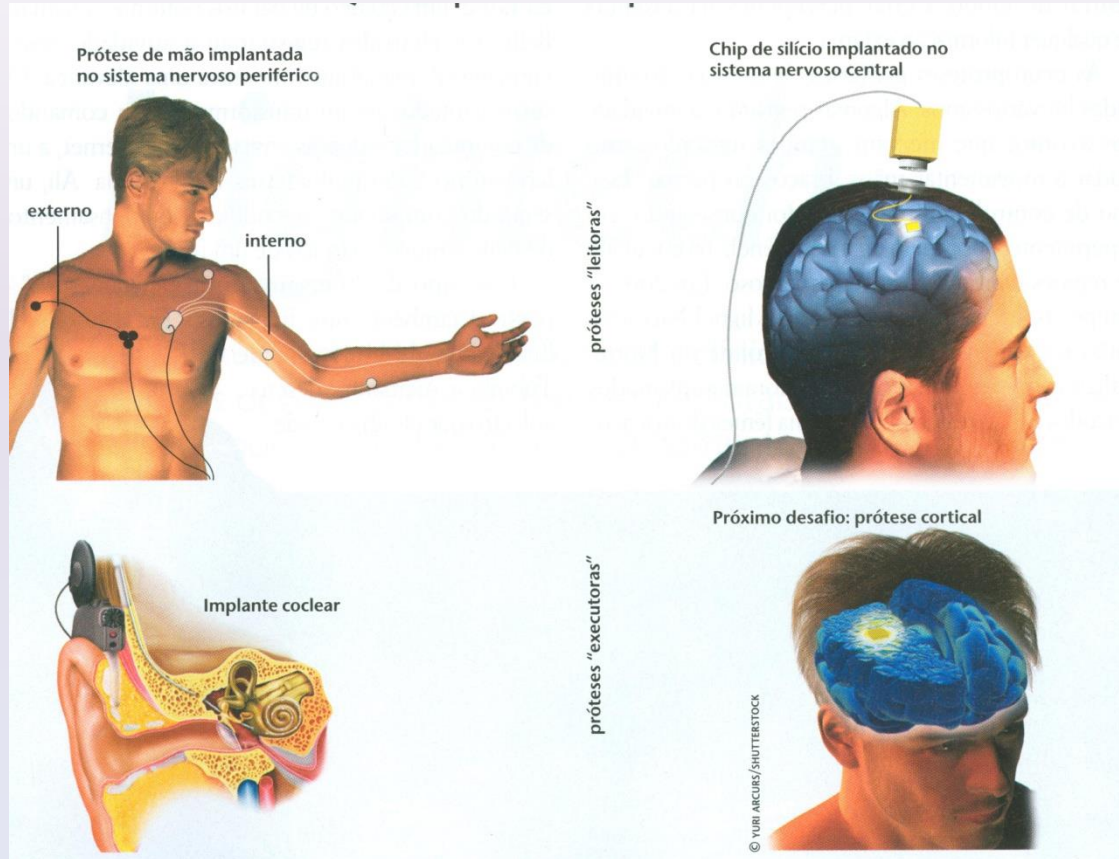 Prótese de mão implantada
no sistema nervoso periférico
externo
interno
Chip de silício implantado no
sistema nervoso central
próteses "leitoras"
Implante coclear
próteses "executoras"
Próximo desafio: prótese cortical
© YURI ARCURS/SHUTTERSTOCK